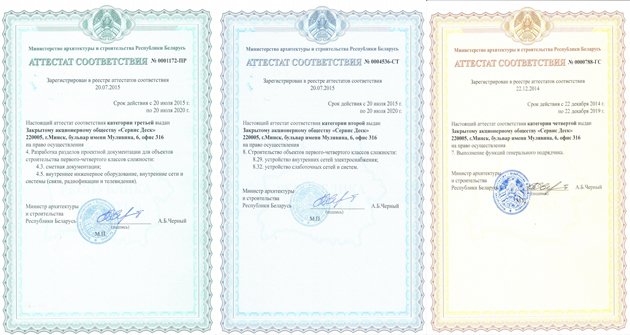 Министерство архитектуры и строительства Республики Беларусь
АТТЕСТАТ СООТВЕТСТВИЯ № 0001172-ПР
Зарегистрирован в реестре аттестатов соответствия
20.07.2015
Срок действия с 20 июля 2015 г.
по 20 июля 2020 г.
Настоящий аттестат соответствия категории третьей выдан
Закрытому акционерному обществу «Сервис Деск»
220005, г.Минск, бульвар имени Мулявина, 6, офис 316
на право осуществления
4. Разработка разделов проектной документации для объектов
строительства первого-четвертого классов сложности:
4.3. сметная документация;
4.5. внутреннее инженерное оборудование, внутренние сети и
системы (связи, радиофикации и телевидения).
Министр архитектуры
и строительства
Республики Беларусь
А.Б.Черный
(подпись)
М.П.
Министерство архитектуры и строительства Республики Беларусь
АТТЕСТАТ СООТВЕТСТВИЯ № 0004536-СТ
Зарегистрирован в реестре аттестатов соответствия
20.07.2015
Срок действия с 20 июля 2015 г.
по 20 июля 2020 г.
Настоящий аттестат соответствия категории второй выдан
Закрытому акционерному обществу «Сервис Деск»
220005, г.Минск, бульвар имени Мулявина, 6, офис 316
на право осуществления
8. Строительство объектов первого-четвертого классов сложности:
8.29. устройство внутренних сетей электроснабжения;
8.32. устройство слаботочных сетей и систем.
Министр архитектуры
и строительства
Республики Беларусь
А.Б.Черный
(подпись)
М.П.
Министерство архитектуры и строительства Республики Беларусь
АТТЕСТАТ СООТВЕТСТВИЯ № 0000788-ГС
Зарегистрирован в реестре аттестатов соответствия
22.12.2014
Срок действия с 22 декабря 2014 г.
по 22 декабря 2019 г.
Настоящий аттестат соответствия категории четвертой выдан
Закрытому акционерному обществу «Сервис Деск»
220005, г.Минск, бульвар имени Мулявина, 6, офис 316
на право осуществления
7. Выполнение функций генерального подрядчика.
Министр архитектуры
и строительства
Республики Беларусь
А.Б.Черный
(подпись)